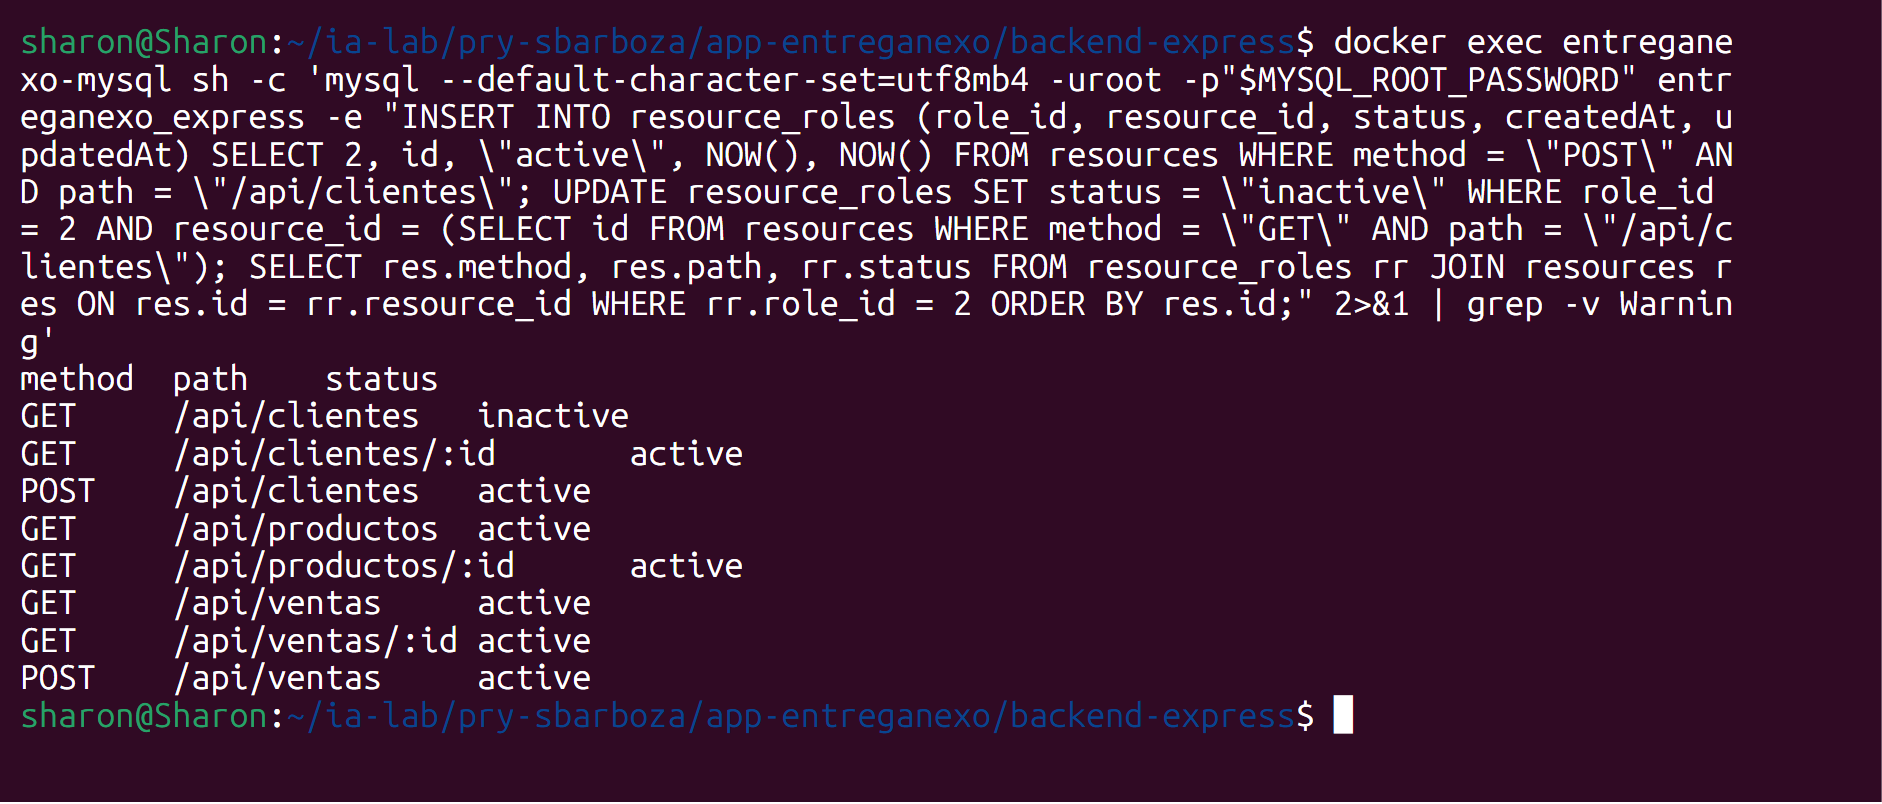 sharon@Sharon:~/ia-lab/pry-sbarboza/app-entreganexo/backend-express$ docker exec entregane
xo-mysql sh -c 'mysql --default-character-set=utf8mb4 -uroot -p"$MYSQL_ROOT_PASSWORD" entr
eganexo_express -e "INSERT INTO resource_roles (role_id, resource_id, status, createdAt, u
pdatedAt) SELECT 2, id, \"active\", NOW(), NOW() FROM resources WHERE method = \"POST\" AN
D path = \"/api/clientes\"; UPDATE resource_roles SET status = \"inactive\" WHERE role_id
= 2 AND resource_id = (SELECT id FROM resources WHERE method = \"GET\" AND path = \"/api/c
lientes\"); SELECT res.method, res.path, rr.status FROM resource_roles rr JOIN resources r
es ON res.id = rr.resource_id WHERE rr.role_id = 2 ORDER BY res.id;" 2>&1 | grep -v Warnin
g'
method  path    status
GET     /api/clientes   inactive
GET     /api/clientes/:id       active
POST    /api/clientes   active
GET     /api/productos  active
GET     /api/productos/:id      active
GET     /api/ventas     active
GET     /api/ventas/:id active
POST    /api/ventas     active
sharon@Sharon:~/ia-lab/pry-sbarboza/app-entreganexo/backend-express$